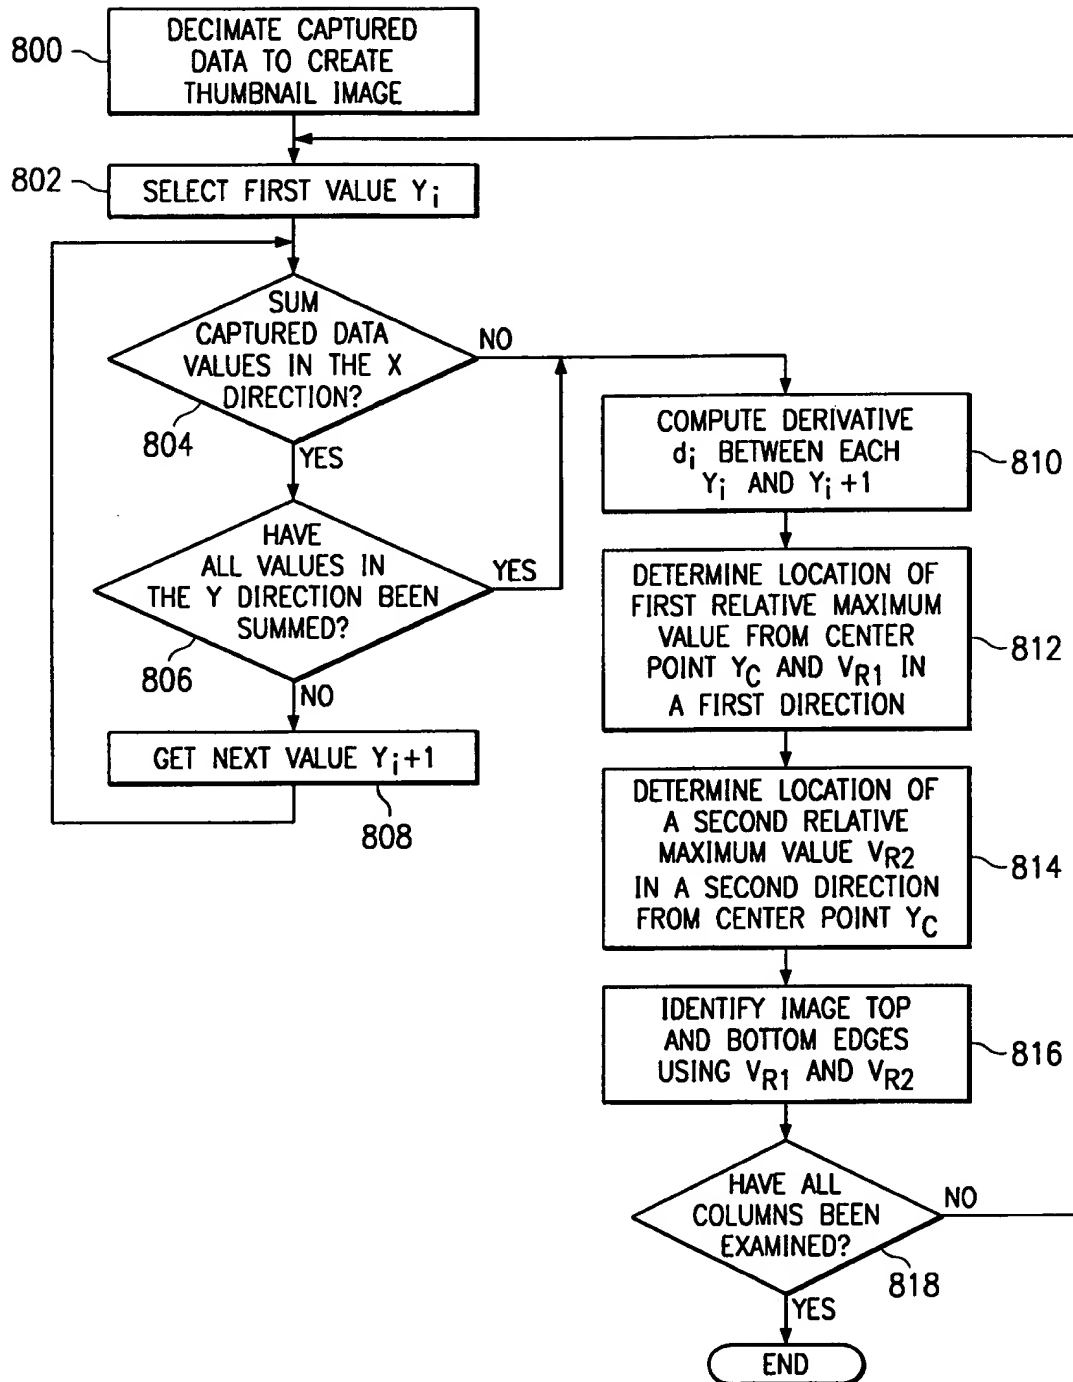 800
DECIMATE CAPTURED
DATA TO CREATE
THUMBNAIL IMAGE
802
SELECT FIRST VALUE Yi
SUM
CAPTURED DATA
VALUES IN THE X
DIRECTION?
NO
804
YES
HAVE
ALL VALUES IN
THE Y DIRECTION BEEN
SUMMED?
YES
806
NO
GET NEXT VALUE Yi+1
808
COMPUTE DERIVATIVE
di BETWEEN EACH
Yi AND Yi+1
810
DETERMINE LOCATION OF
FIRST RELATIVE MAXIMUM
VALUE FROM CENTER
POINT YC AND VR1 IN
A FIRST DIRECTION
812
DETERMINE LOCATION OF
A SECOND RELATIVE
MAXIMUM VALUE VR2
IN A SECOND DIRECTION
FROM CENTER POINT YC
814
IDENTIFY IMAGE TOP
AND BOTTOM EDGES
USING VR1 AND VR2
816
HAVE ALL
COLUMNS BEEN
EXAMINED?
NO
818
YES
END